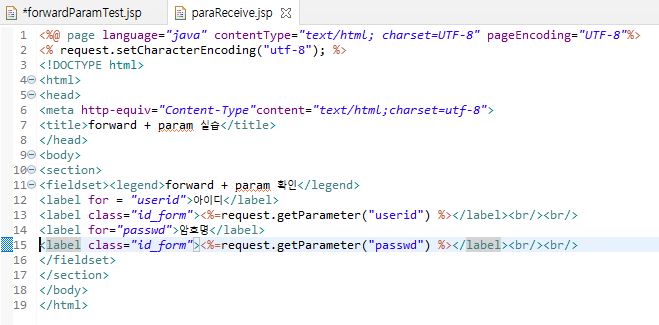 *forwardParamTest.jsp paraReceive.jsp
1 <%@ page language="java" contentType="text/html; charset=UTF-8" pageEncoding="UTF-8"%>
2 <% request.setCharacterEncoding("utf-8"); %>
3 <!DOCTYPE html>
4 <html>
5 <head>
6 <meta http-equiv="Content-Type"content="text/html;charset=utf-8">
7 <title>forward + param 실습</title>
8 </head>
9 <body>
10 <section>
11 <fieldset><legend>forward + param 확인</legend>
12 <label for = "userid">아이디</label>
13 <label class="id_form"><%=request.getParameter("userid") %></label><br/><br/>
14 <label for="passwd">암호명</label>
15 <label class="id_form"><%=request.getParameter("passwd") %></label><br/><br/>
16 </fieldset>
17 </section>
18 </body>
19 </html>